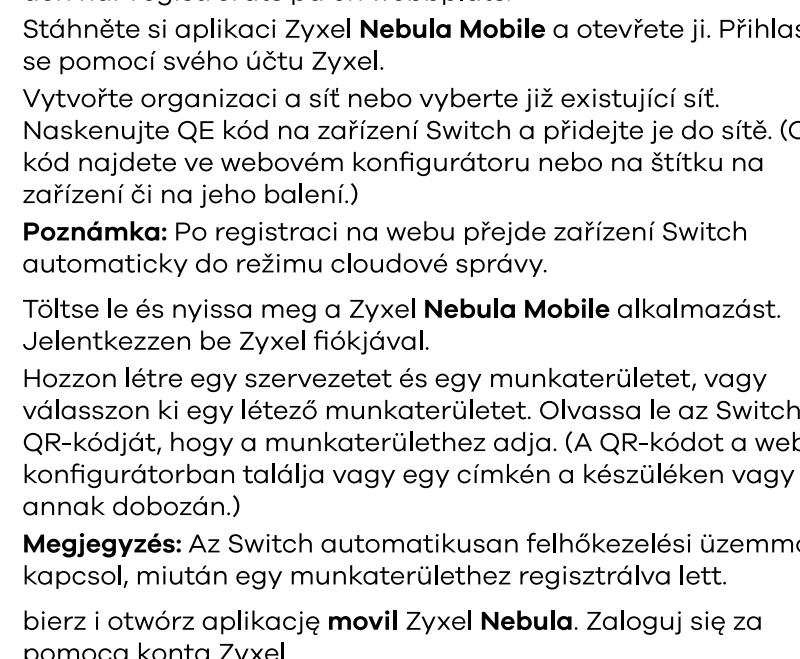 Stáhněte si aplikaci Zyxel Nebula Mobile a otevřete ji. Přihlas
se pomocí svého účtu Zyxel.
Vytvořte organizaci a síť nebo vyberte již existující síť.
Naskenujte QE kód na zařízení Switch a přidejte je do sítě. (
kód najdete ve webovém konfigurátoru nebo na štítku na
zařízení či na jeho balení.)
Poznámka: Po registraci na webu přejde zařízení Switch
automaticky do režimu cloudové správy.
Töltse le és nyissa meg a Zyxel Nebula Mobile alkalmazást.
Jelentkezzen be Zyxel fiókjával.
Hozzon létre egy szervezetet és egy munkaterületet, vagy
válasszon ki egy létező munkaterületet. Olvassa le az Switch
QR-kódját, hogy a munkaterülethez adja. (A QR-kódot a web
konfigurátorban találja vagy egy címkén a készüléken vagy
annak dobozán.)
Megjegyzés: Az Switch automatikusan felhőkezelési üzemm
kapcsol, miután egy munkaterülethez regisztrálva lett.
bierz i otwórz aplikację movil Zyxel Nebula. Zaloguj się za
pomocą konta Zyxel